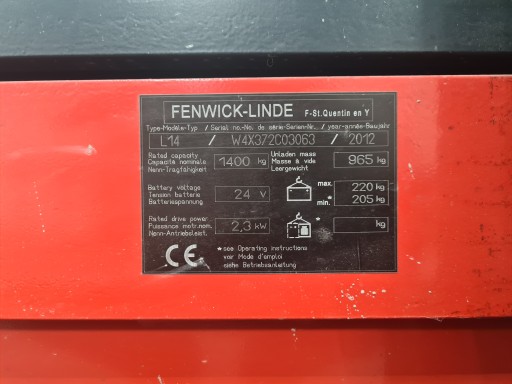 FENWICK-LINDE F-St.Quentin en Y
Type-Modèle-Typ / Serial no.-No. de série-Serien-Nr. / year-année-Baujahr
L14 / W4X372C03063 / 2012
Rated capacity
Capacité nominale
Nenn-Tragfähigkeit
1400 kg
Unladen mass
Masse à vide
Leergewicht
965 kg
Battery voltage
Tension batterie
Batteriespannung
24 V
max. 220 kg
min.* 205 kg
Rated drive power
Puissance motr.nom.
Nenn-Antriebsleist.
2,3 kW
* kg
CE
*see Operating instructions
voir Mode d'emploi
siehe Betriebsanleitung